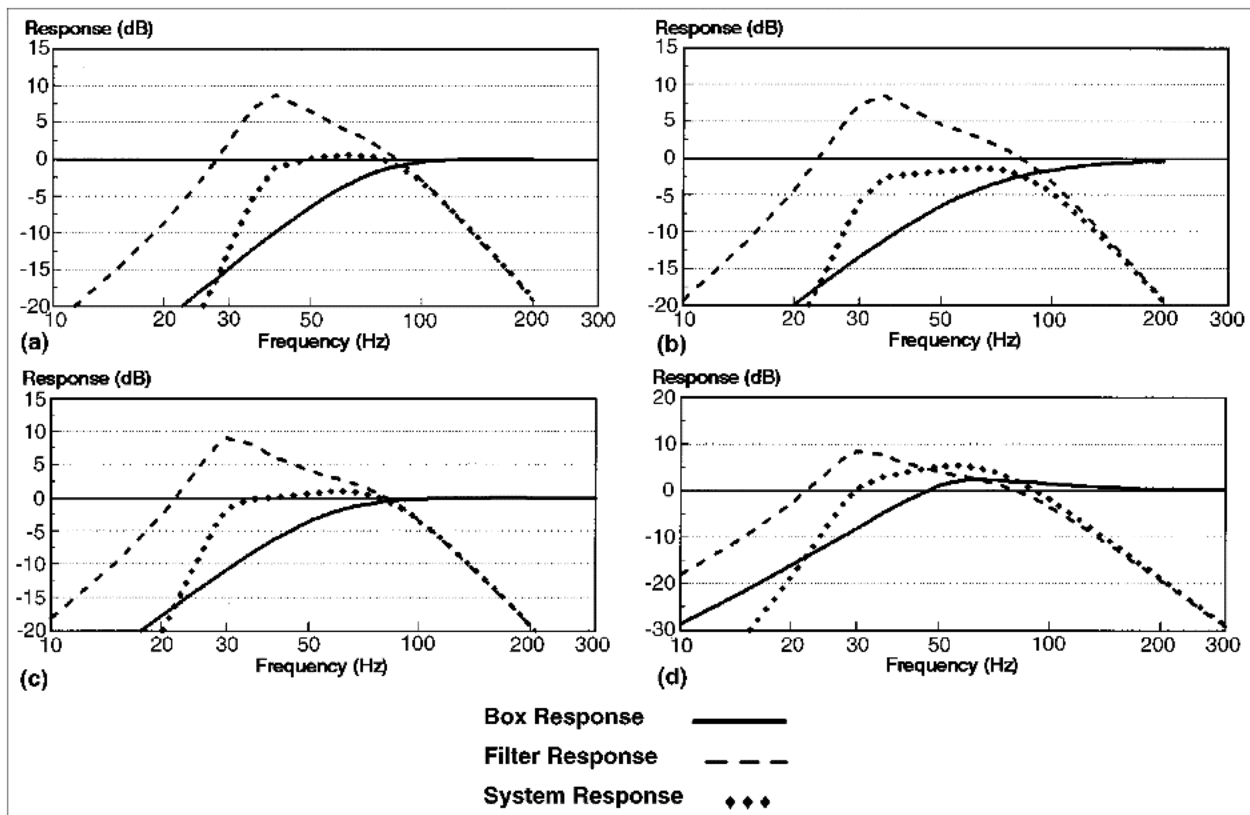 Response (dB)
15
10
5
0
-5
-10
-15
-20
10 20 30 50 100 200 300
(a) Frequency (Hz)
Response (dB)
15
10
5
0
-5
-10
-15
-20
10 20 30 50 100 200 300
(b) Frequency (Hz)
Response (dB)
15
10
5
0
-5
-10
-15
-20
10 20 30 50 100 200 300
(c) Frequency (Hz)
Response (dB)
20
10
0
-10
-20
-30
10 20 30 50 100 200 300
(d) Frequency (Hz)
Box Response
Filter Response
System Response